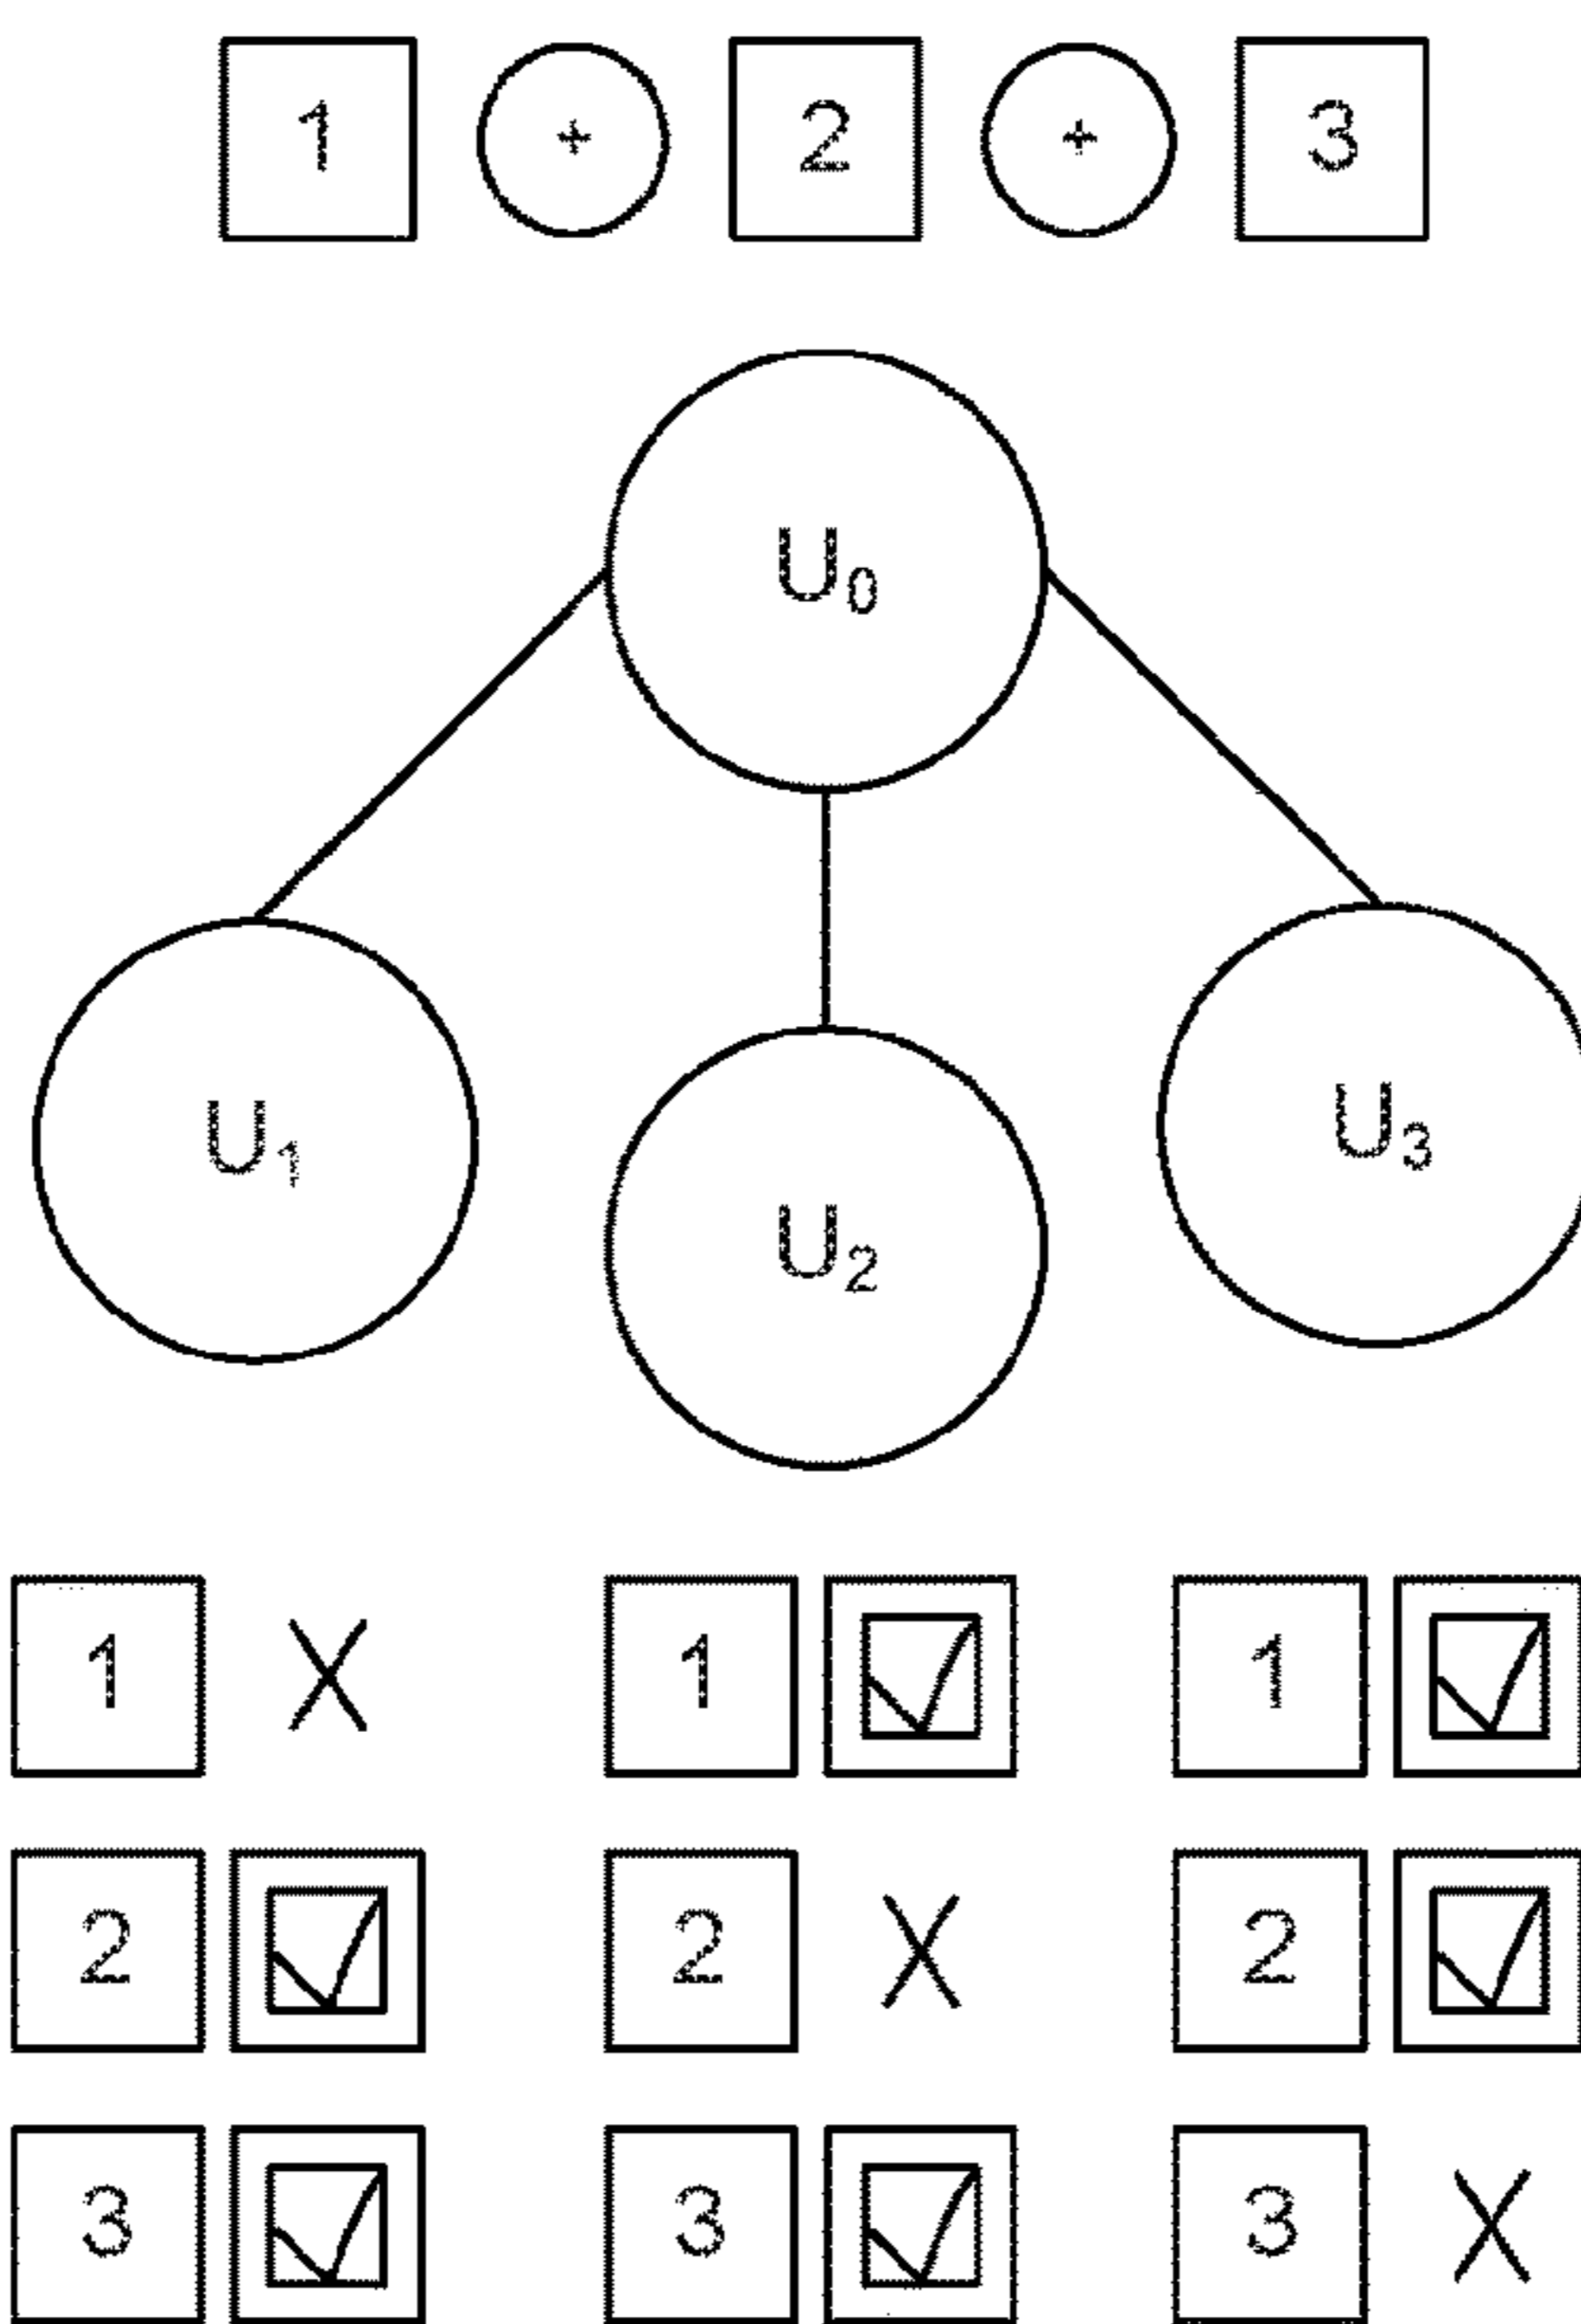 1 + 2 + 3
U₀
U₁ U₂ U₃
1 X 1 ☑ 1 ☑
2 ☑ 2 X 2 ☑
3 ☑ 3 ☑ 3 X